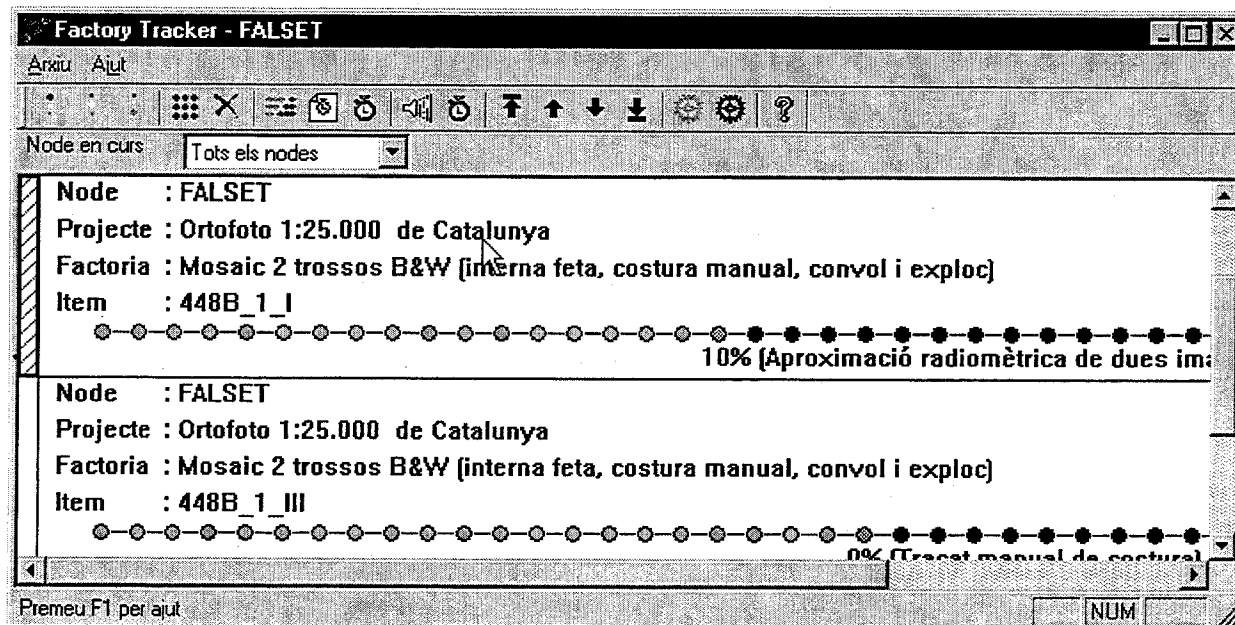 Factory Tracker - FALSET
Arxiu Ajut
Node en curs Tots els nodes
Node : FALSET
Projecte : Ortofoto 1:25.000 de Catalunya
Factoria : Mosaic 2 trossos B&W (interna feta, costura manual, convol i exploc)
Item : 448B_1_I
10% (Aproximació radiomètrica de dues ima
Node : FALSET
Projecte : Ortofoto 1:25.000 de Catalunya
Factoria : Mosaic 2 trossos B&W (interna feta, costura manual, convol i exploc)
Item : 448B_1_III
0% (Traçat manual de costura)
Premeu F1 per ajut NUM